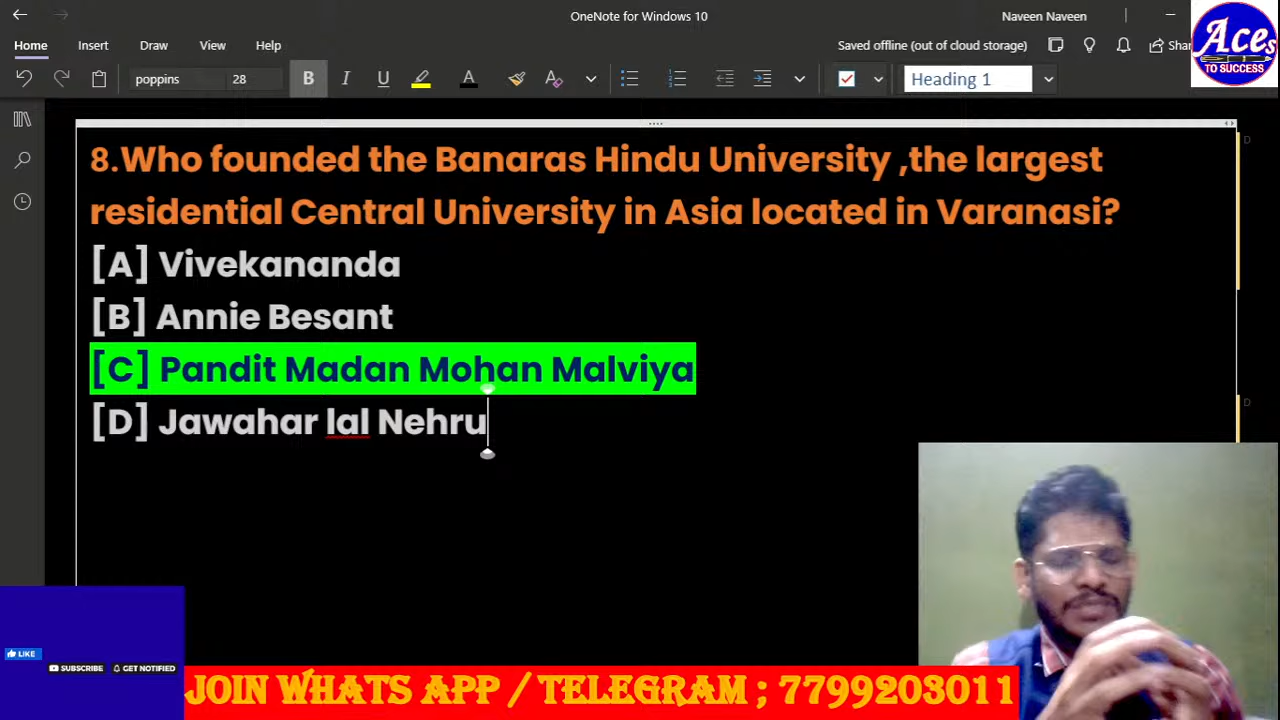 OneNote for Windows 10
Naveen Naveen
Home Insert Draw View Help
Saved offline (out of cloud storage)
Shar
Aces
TO SUCCESS
poppins 28 B I U A A Heading 1
8.Who founded the Banaras Hindu University ,the largest
residential Central University in Asia located in Varanasi?
[A] Vivekananda
[B] Annie Besant
[C] Pandit Madan Mohan Malviya
[D] Jawahar lal Nehru
D
D
LIKE
SUBSCRIBE GET NOTIFIED
JOIN WHATS APP / TELEGRAM ; 7799203011